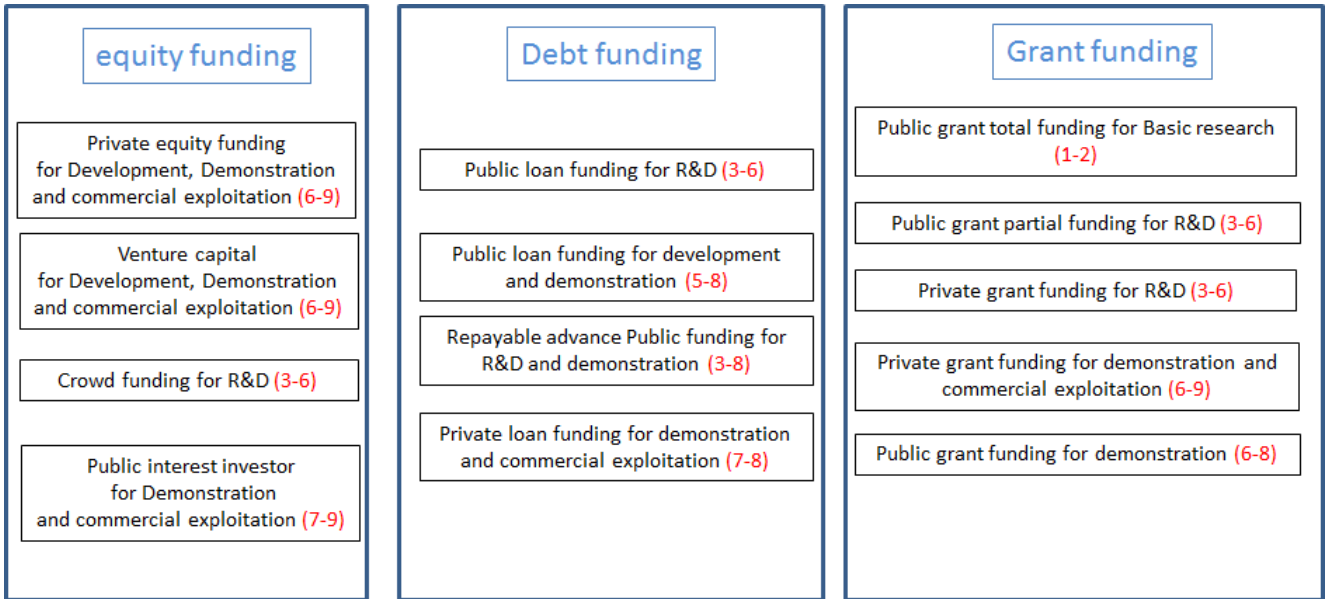 equity funding
Private equity funding
for Development, Demonstration
and commercial exploitation (6-9)
Venture capital
for Development, Demonstration
and commercial exploitation (6-9)
Crowd funding for R&D (3-6)
Public interest investor
for Demonstration
and commercial exploitation (7-9)
Debt funding
Public loan funding for R&D (3-6)
Public loan funding for development
and demonstration (5-8)
Repayable advance Public funding for
R&D and demonstration (3-8)
Private loan funding for demonstration
and commercial exploitation (7-8)
Grant funding
Public grant total funding for Basic research
(1-2)
Public grant partial funding for R&D (3-6)
Private grant funding for R&D (3-6)
Private grant funding for demonstration and
commercial exploitation (6-9)
Public grant funding for demonstration (6-8)